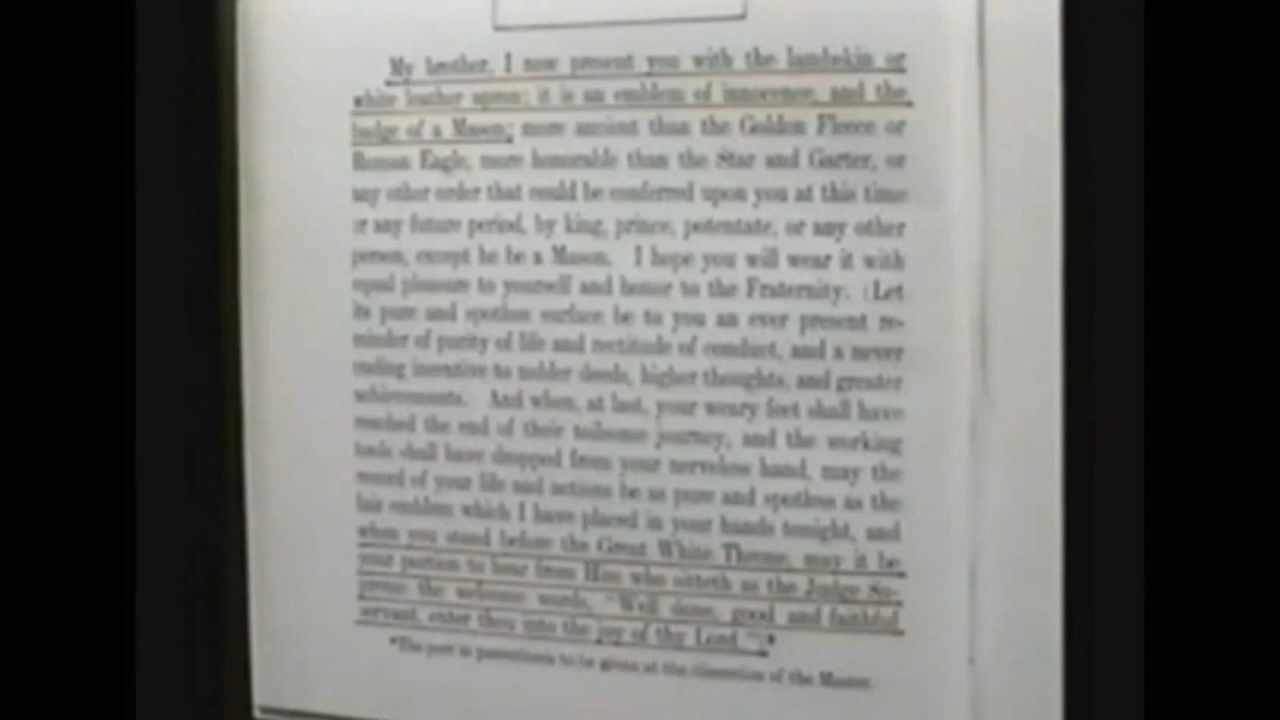 My brother, I now present you with the lambskin or
white leather apron; it is an emblem of innocence, and the
badge of a Mason; more ancient than the Golden Fleece or
Roman Eagle, more honorable than the Star and Garter, or
any other order that could be conferred upon you at this time
or any future period, by king, prince, potentate, or any other
person, except he be a Mason. I hope you will wear it with
equal pleasure to yourself and honor to the Fraternity. (Let
its pure and spotless surface be to you an ever present re-
minder of purity of life and rectitude of conduct, and a never
ending incentive to nobler deeds, higher thoughts, and greater
achievements. And when, at last, your weary feet shall have
reached the end of their toilsome journey, and the working
tools shall have dropped from your nerveless hand, may the
record of your life and actions be as pure and spotless as the
fair emblem which I have placed in your hands tonight, and
when you stand before the Great White Throne, may it be
your portion to hear from Him who sitteth as the Judge Su-
preme the welcome words, "Well done, good and faithful
servant, enter thou into the joy of thy Lord.")*
*The part in parenthesis to be given at the discretion of the Master.